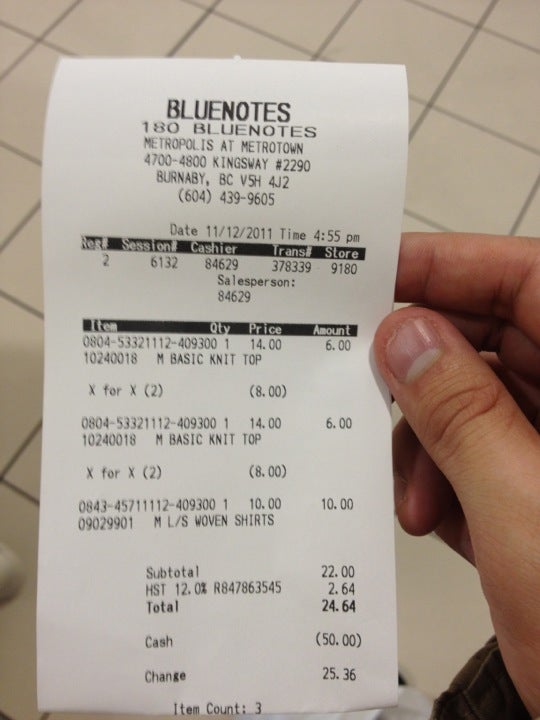 BLUENOTES
180 BLUENOTES
METROPOLIS AT METROTOWN
4700-4800 KINGSWAY #2290
BURNABY, BC V5H 4J2
(604) 439-9605
Date 11/12/2011 Time 4:55 pm
Reg# Session# Cashier Trans# Store
2 6132 84629 378339 9180
Salesperson:
84629
Item Qty Price Amount
0804-53321112-409300 1 14.00 6.00
10240018 M BASIC KNIT TOP
X for X (2) (8.00)
0804-53321112-409300 1 14.00 6.00
10240018 M BASIC KNIT TOP
X for X (2) (8.00)
0843-45711112-409300 1 10.00 10.00
09029901 M L/S WOVEN SHIRTS
Subtotal 22.00
HST 12.0% R847863545 2.64
Total 24.64
Cash (50.00)
Change 25.36
Item Count: 3